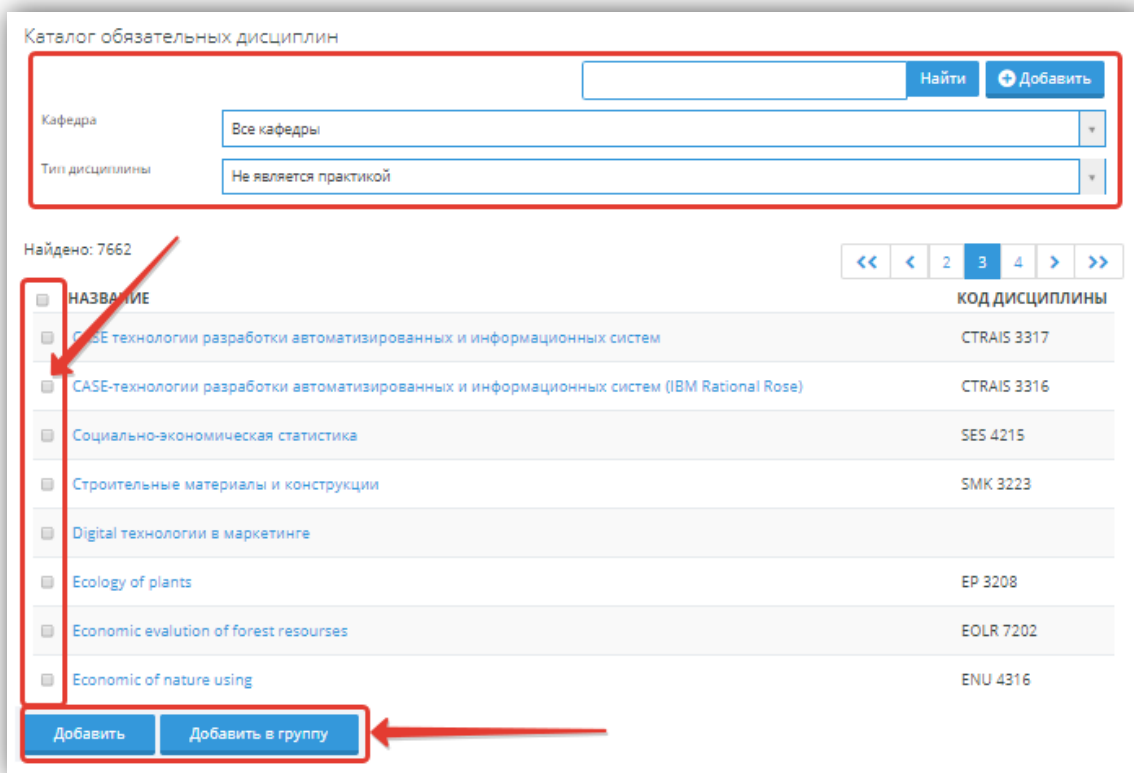 Каталог обязательных дисциплин
Найти Добавить
Кафедра Все кафедры
Тип дисциплины Не является практикой
Найдено: 7662
<< < 2 3 4 > >>
НАЗВАНИЕ КОД ДИСЦИПЛИНЫ
CASE технологии разработки автоматизированных и информационных систем CTRAIS 3317
CASE-технологии разработки автоматизированных и информационных систем (IBM Rational Rose) CTRAIS 3316
Социально-экономическая статистика SES 4215
Строительные материалы и конструкции SMK 3223
Digital технологии в маркетинге
Ecology of plants EP 3208
Economic evalution of forest resourses EOLR 7202
Economic of nature using ENU 4316
Добавить Добавить в группу